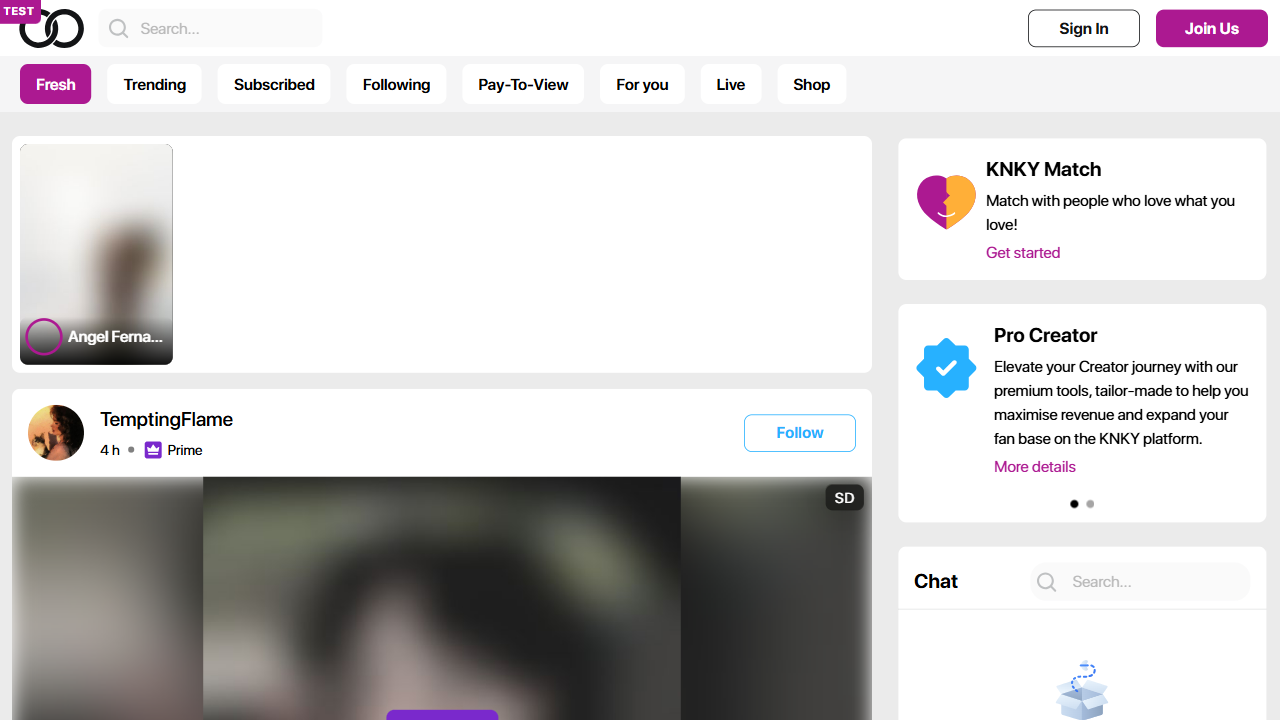 TEST
Search...
Sign In
Join Us
Fresh
Trending
Subscribed
Following
Pay-To-View
For you
Live
Shop
Angel Ferna...
TemptingFlame
4 h
Prime
Follow
SD
KNKY Match
Match with people who love what you
love!
Get started
Pro Creator
Elevate your Creator journey with our
premium tools, tailor-made to help you
maximise revenue and expand your
fan base on the KNKY platform.
More details
Chat
Search...